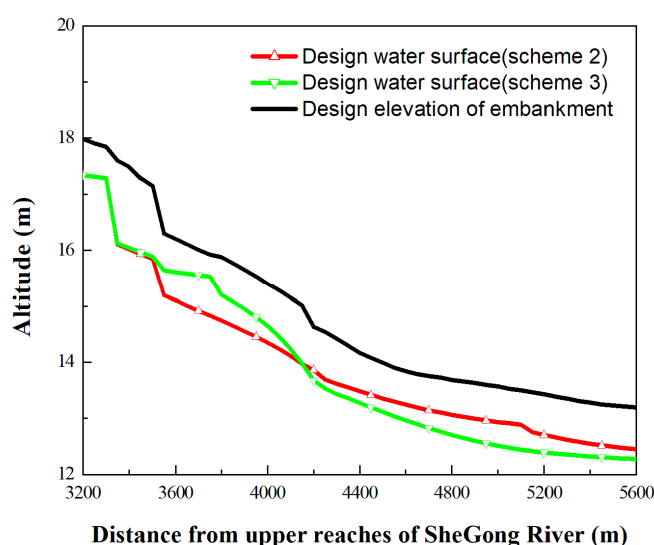 20
18
16
14
12
Altitude (m)
Design water surface(scheme 2)
Design water surface(scheme 3)
Design elevation of embankment
3200 3600 4000 4400 4800 5200 5600
Distance from upper reaches of SheGong River (m)